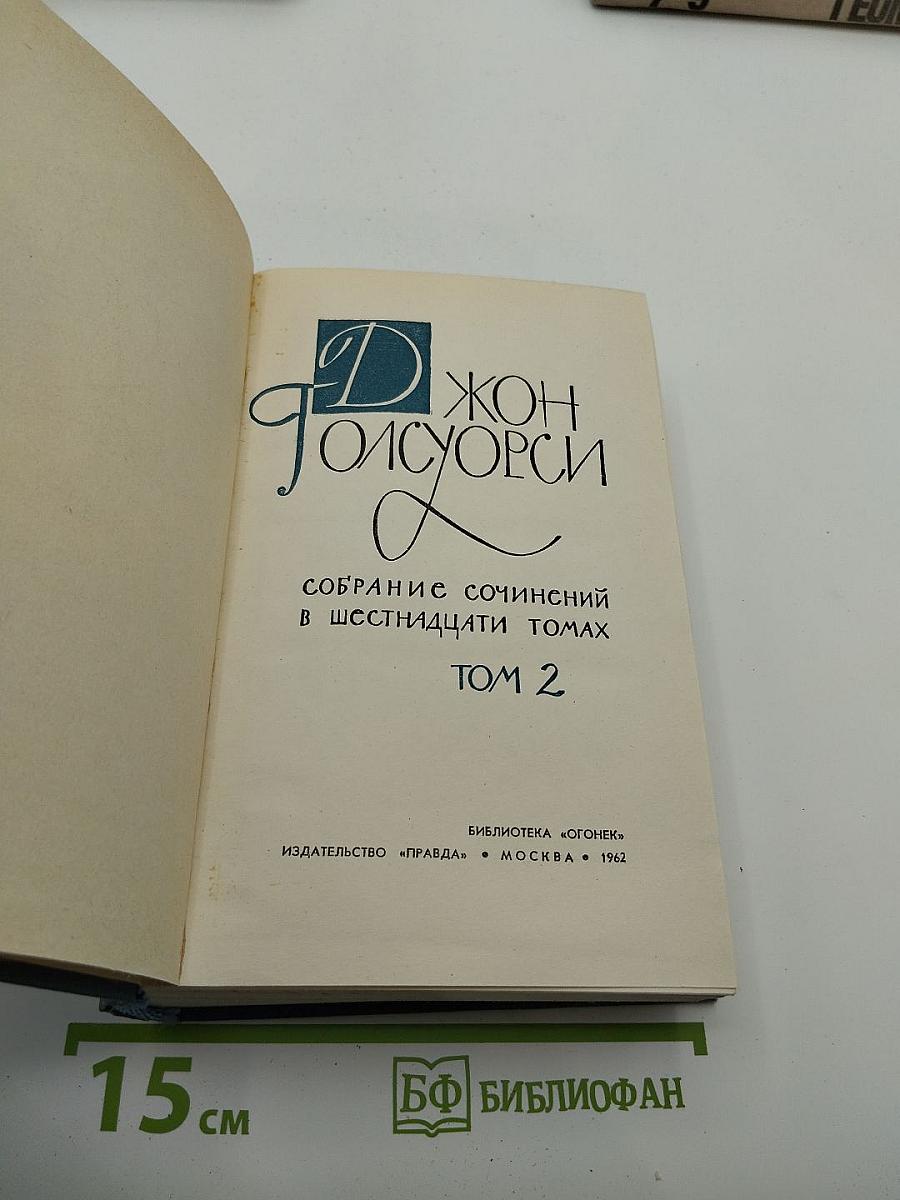 ДЖОН
ГОЛСУОРСИ
СОБРАНИЕ СОЧИНЕНИЙ
В ШЕСТНАДЦАТИ ТОМАХ
ТОМ 2
БИБЛИОТЕКА «ОГОНЕК»
ИЗДАТЕЛЬСТВО «ПРАВДА» • МОСКВА • 1962
15 см
БФ БИБЛИОФАН